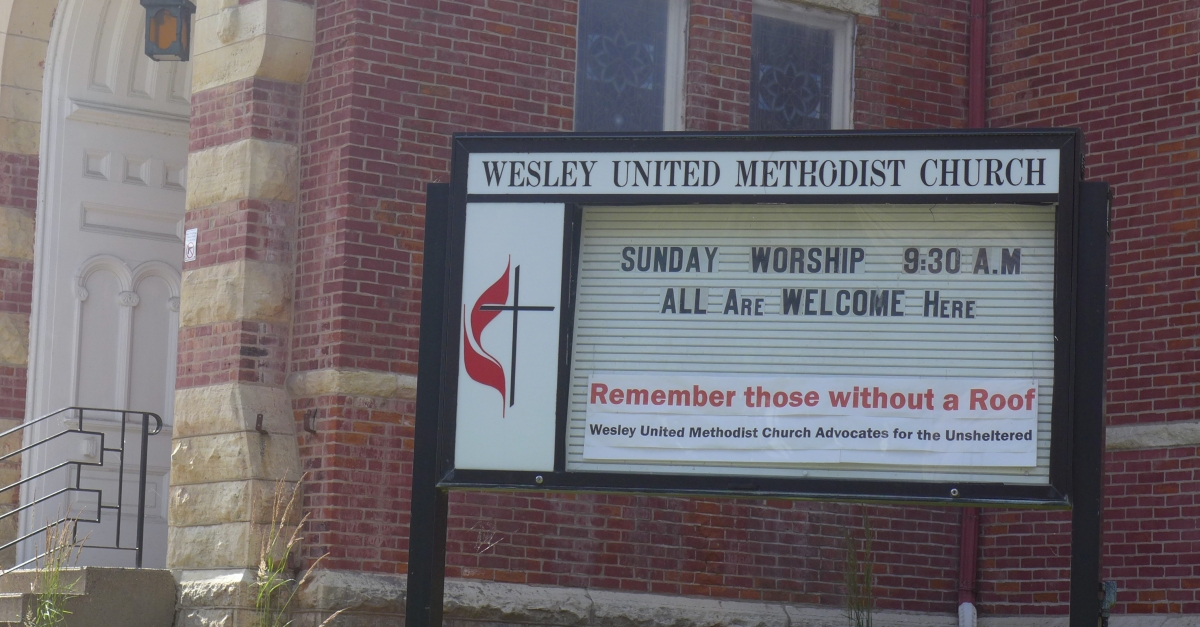 WESLEY UNITED METHODIST CHURCH
SUNDAY WORSHIP 9:30 A.M
ALL ARE WELCOME HERE
Remember those without a Roof
Wesley United Methodist Church Advocates for the Unsheltered